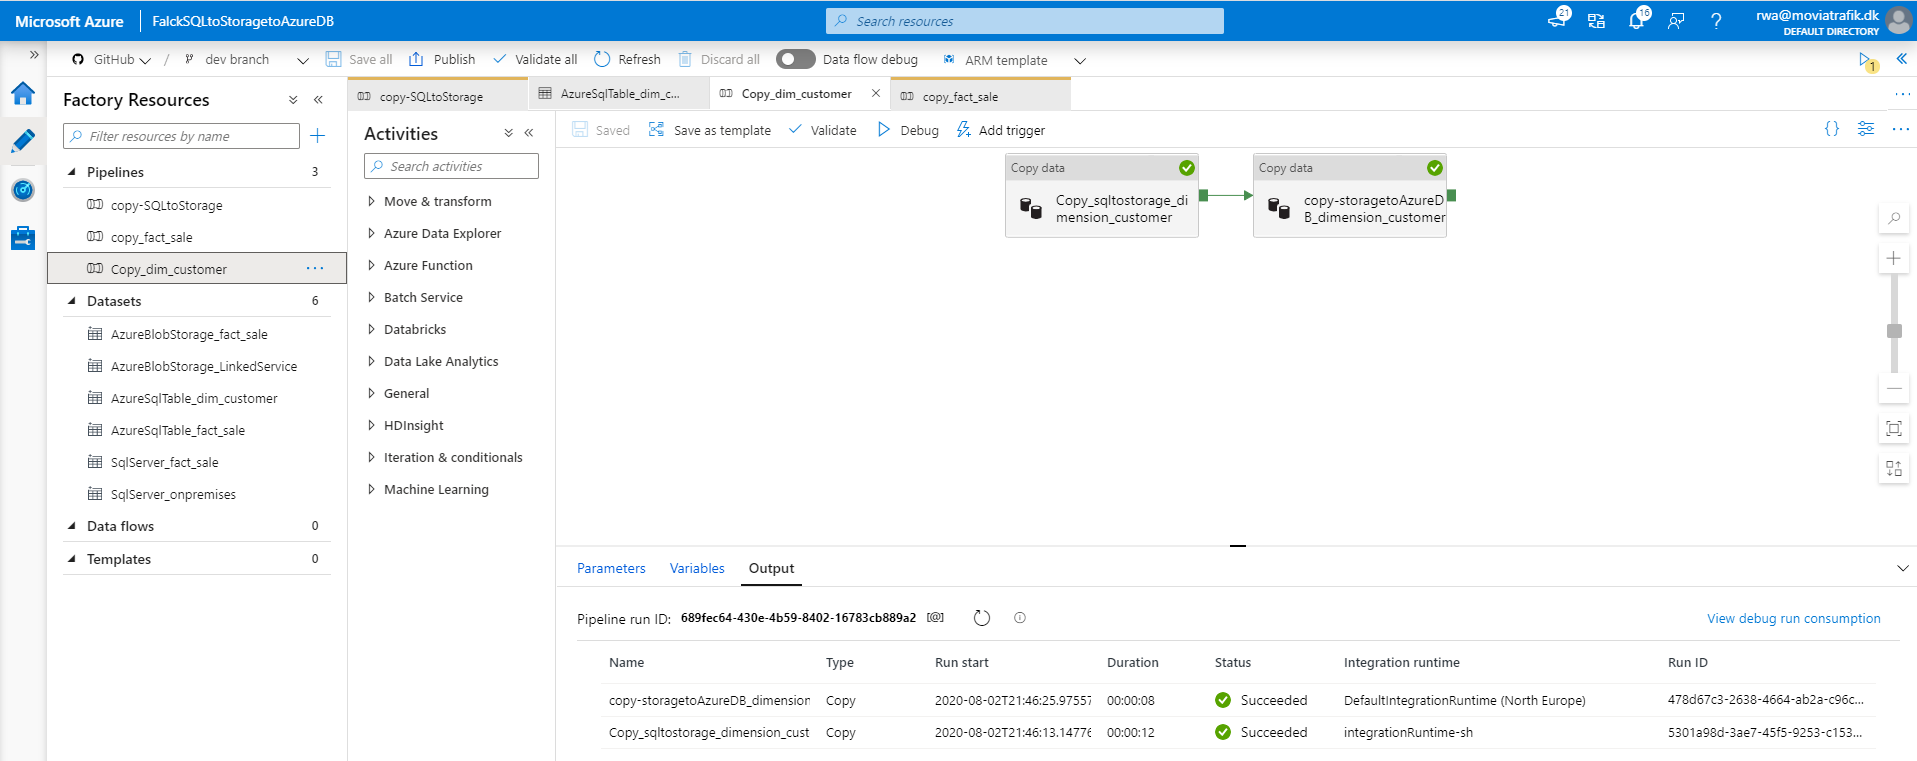 Microsoft Azure
FalckSQLtoStoragetoAzureDB
Search resources
21
16
rwa@moviatrafik.dk
DEFAULT DIRECTORY
GitHub
/
dev branch
Save all
Publish
Validate all
Refresh
Discard all
Data flow debug
ARM template
1
Factory Resources
Filter resources by name
Pipelines 3
copy-SQLtoStorage
copy_fact_sale
Copy_dim_customer
Datasets 6
AzureBlobStorage_fact_sale
AzureBlobStorage_LinkedService
AzureSqlTable_dim_customer
AzureSqlTable_fact_sale
SqlServer_fact_sale
SqlServer_onpremises
Data flows 0
Templates 0
copy-SQLtoStorage
AzureSqlTable_dim_c...
Copy_dim_customer
copy_fact_sale
Activities
Search activities
Move & transform
Azure Data Explorer
Azure Function
Batch Service
Databricks
Data Lake Analytics
General
HDInsight
Iteration & conditionals
Machine Learning
Saved
Save as template
Validate
Debug
Add trigger
Copy data
Copy_sqltostorage_di
mension_customer
Copy data
copy-storagetoAzureD
B_dimension_customer
Parameters
Variables
Output
Pipeline run ID: 689fec64-430e-4b59-8402-16783cb889a2 [@]
View debug run consumption
Name Type Run start Duration Status Integration runtime Run ID
copy-storagetoAzureDB_dimension Copy 2020-08-02T21:46:25.97557 00:00:08 Succeeded DefaultIntegrationRuntime (North Europe) 478d67c3-2638-4664-ab2a-c96c...
Copy_sqltostorage_dimension_cust Copy 2020-08-02T21:46:13.14776 00:00:12 Succeeded integrationRuntime-sh 5301a98d-3ae7-45f5-9253-c153...